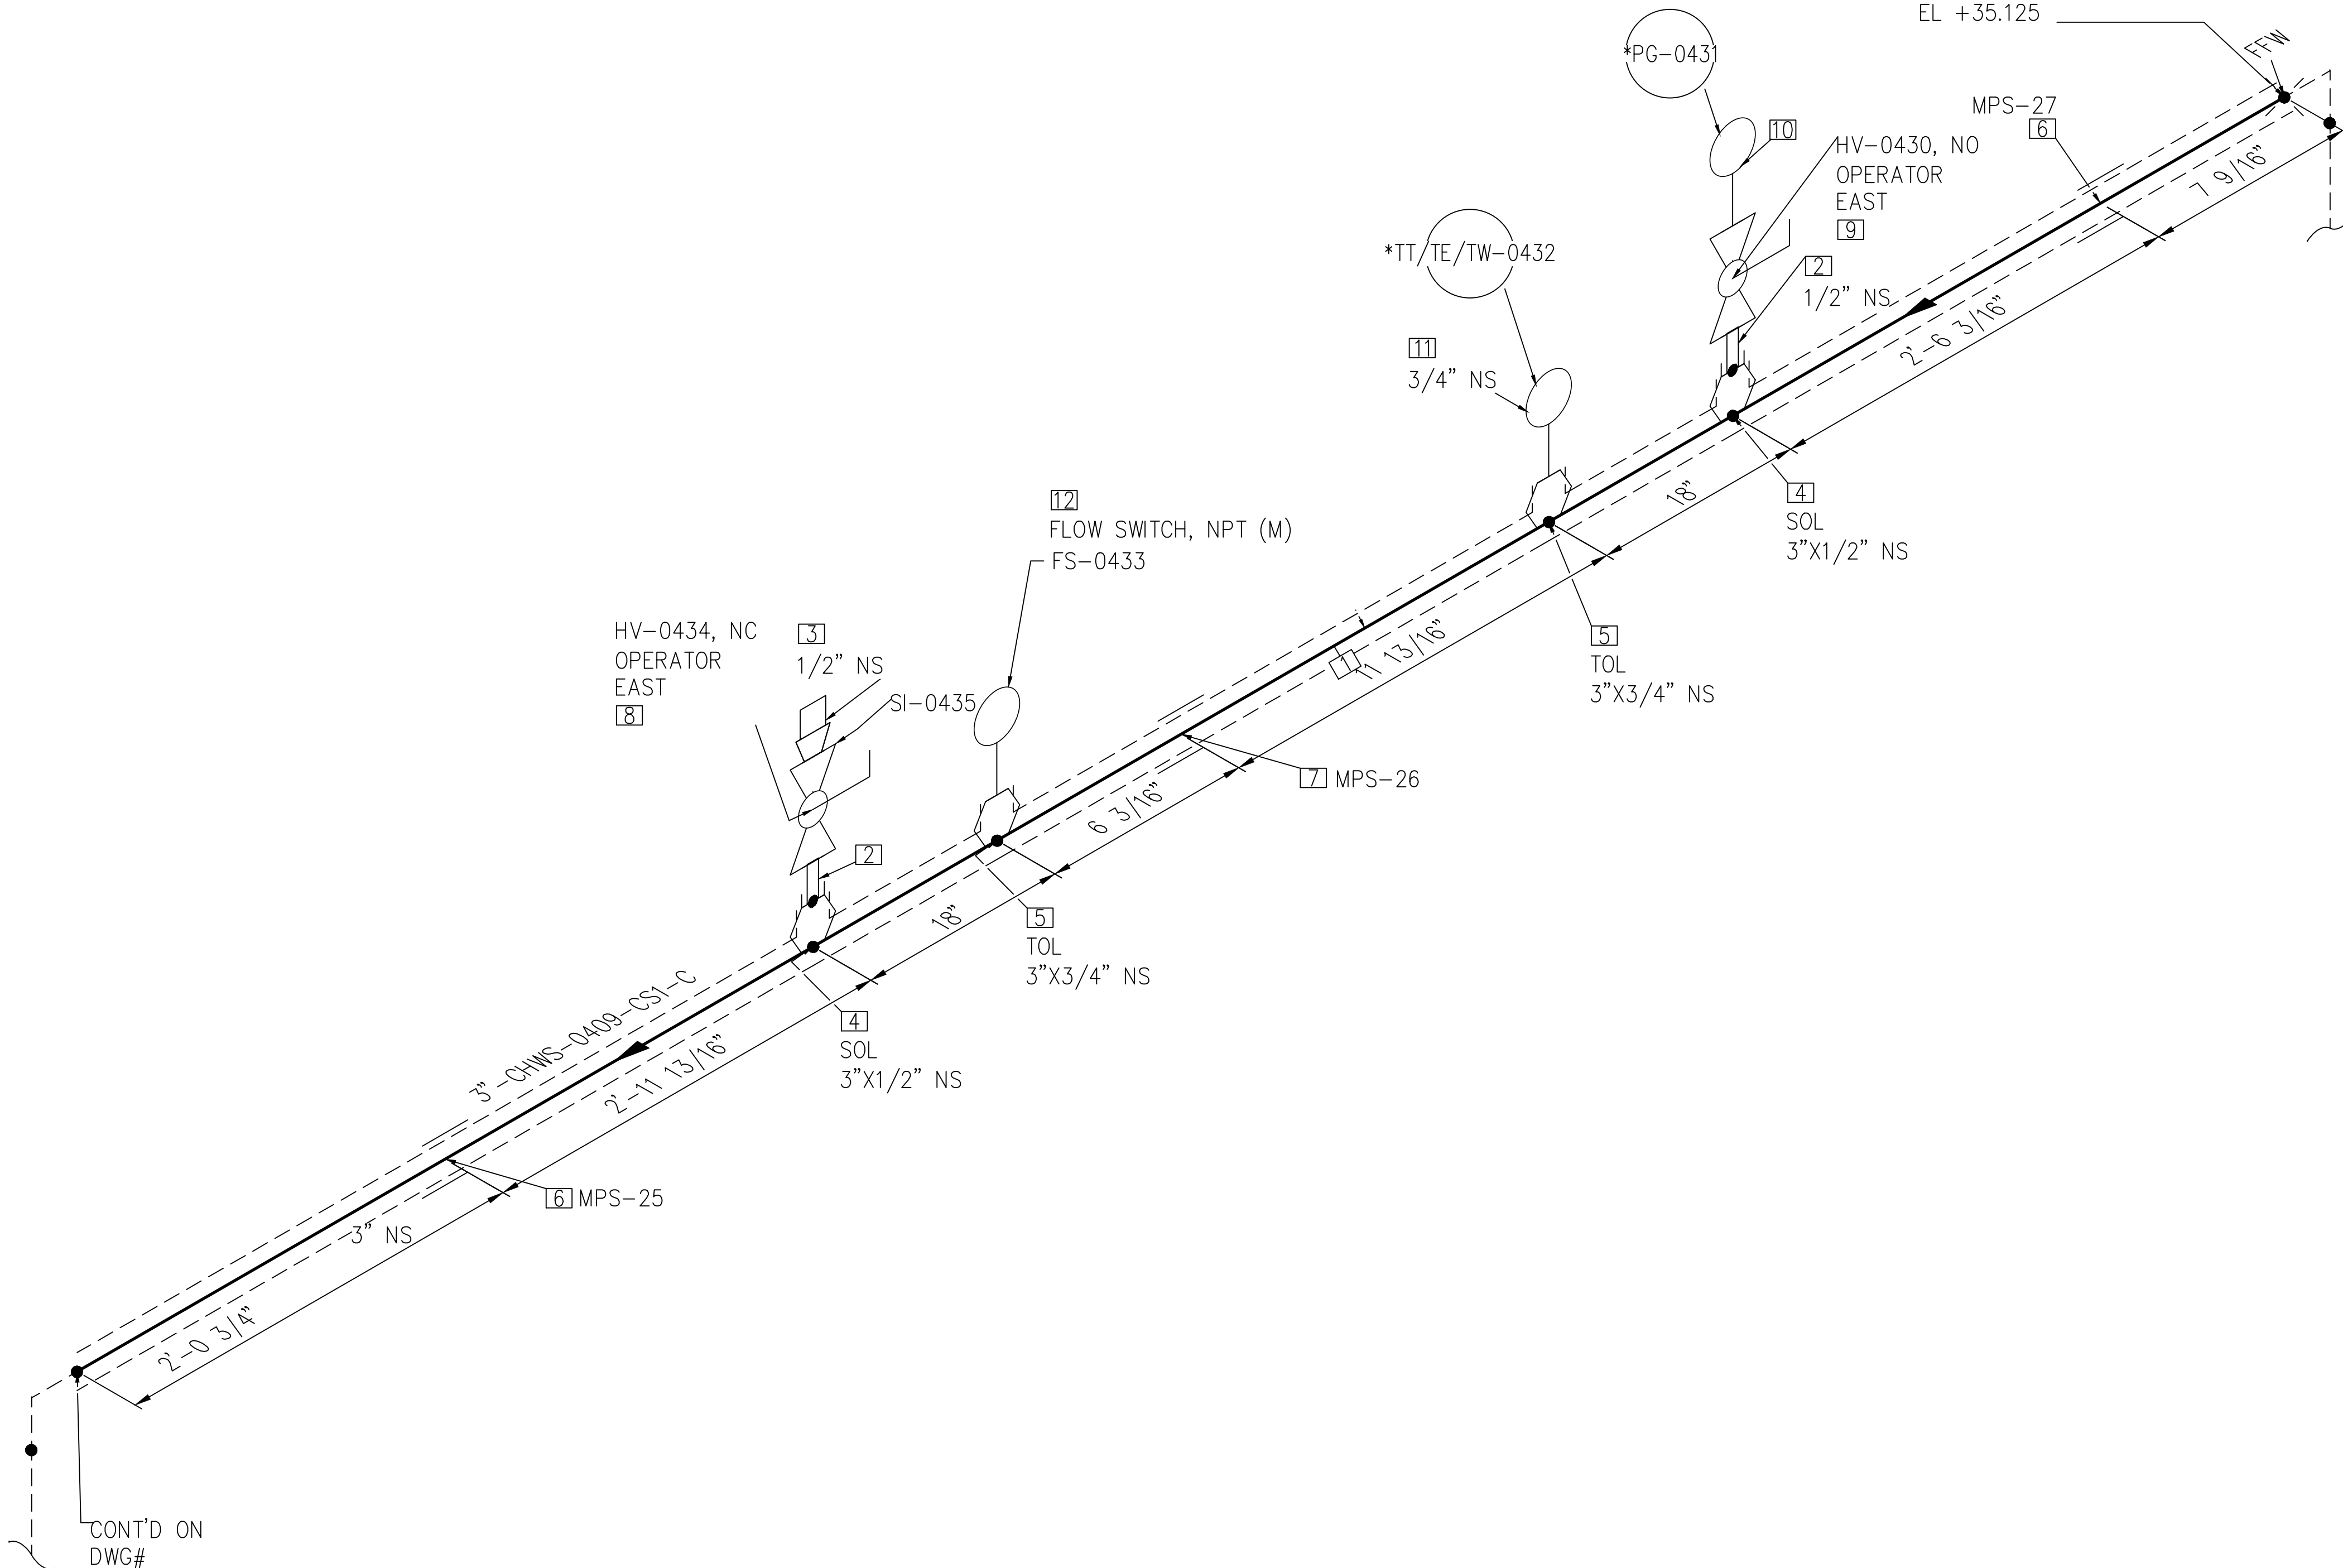 EL +35.125
FFW
*PG-0431
MPS-27
6
10
HV-0430, NO
OPERATOR
EAST
9
7 9/16"
2
1/2" NS
*TT/TE/TW-0432
2'-6 3/16"
11
3/4" NS
18"
4
SOL
3"X1/2" NS
12
FLOW SWITCH, NPT (M)
FS-0433
5
TOL
3"X3/4" NS
1
11 13/16"
HV-0434, NC
OPERATOR
EAST
8
3
1/2" NS
SI-0435
7 MPS-26
6 3/16"
2
18"
5
TOL
3"X3/4" NS
4
SOL
3"X1/2" NS
3"-CHWS-0409-CS1-C
2'-11 13/16"
6 MPS-25
3" NS
2'-0 3/4"
CONT'D ON
DWG#